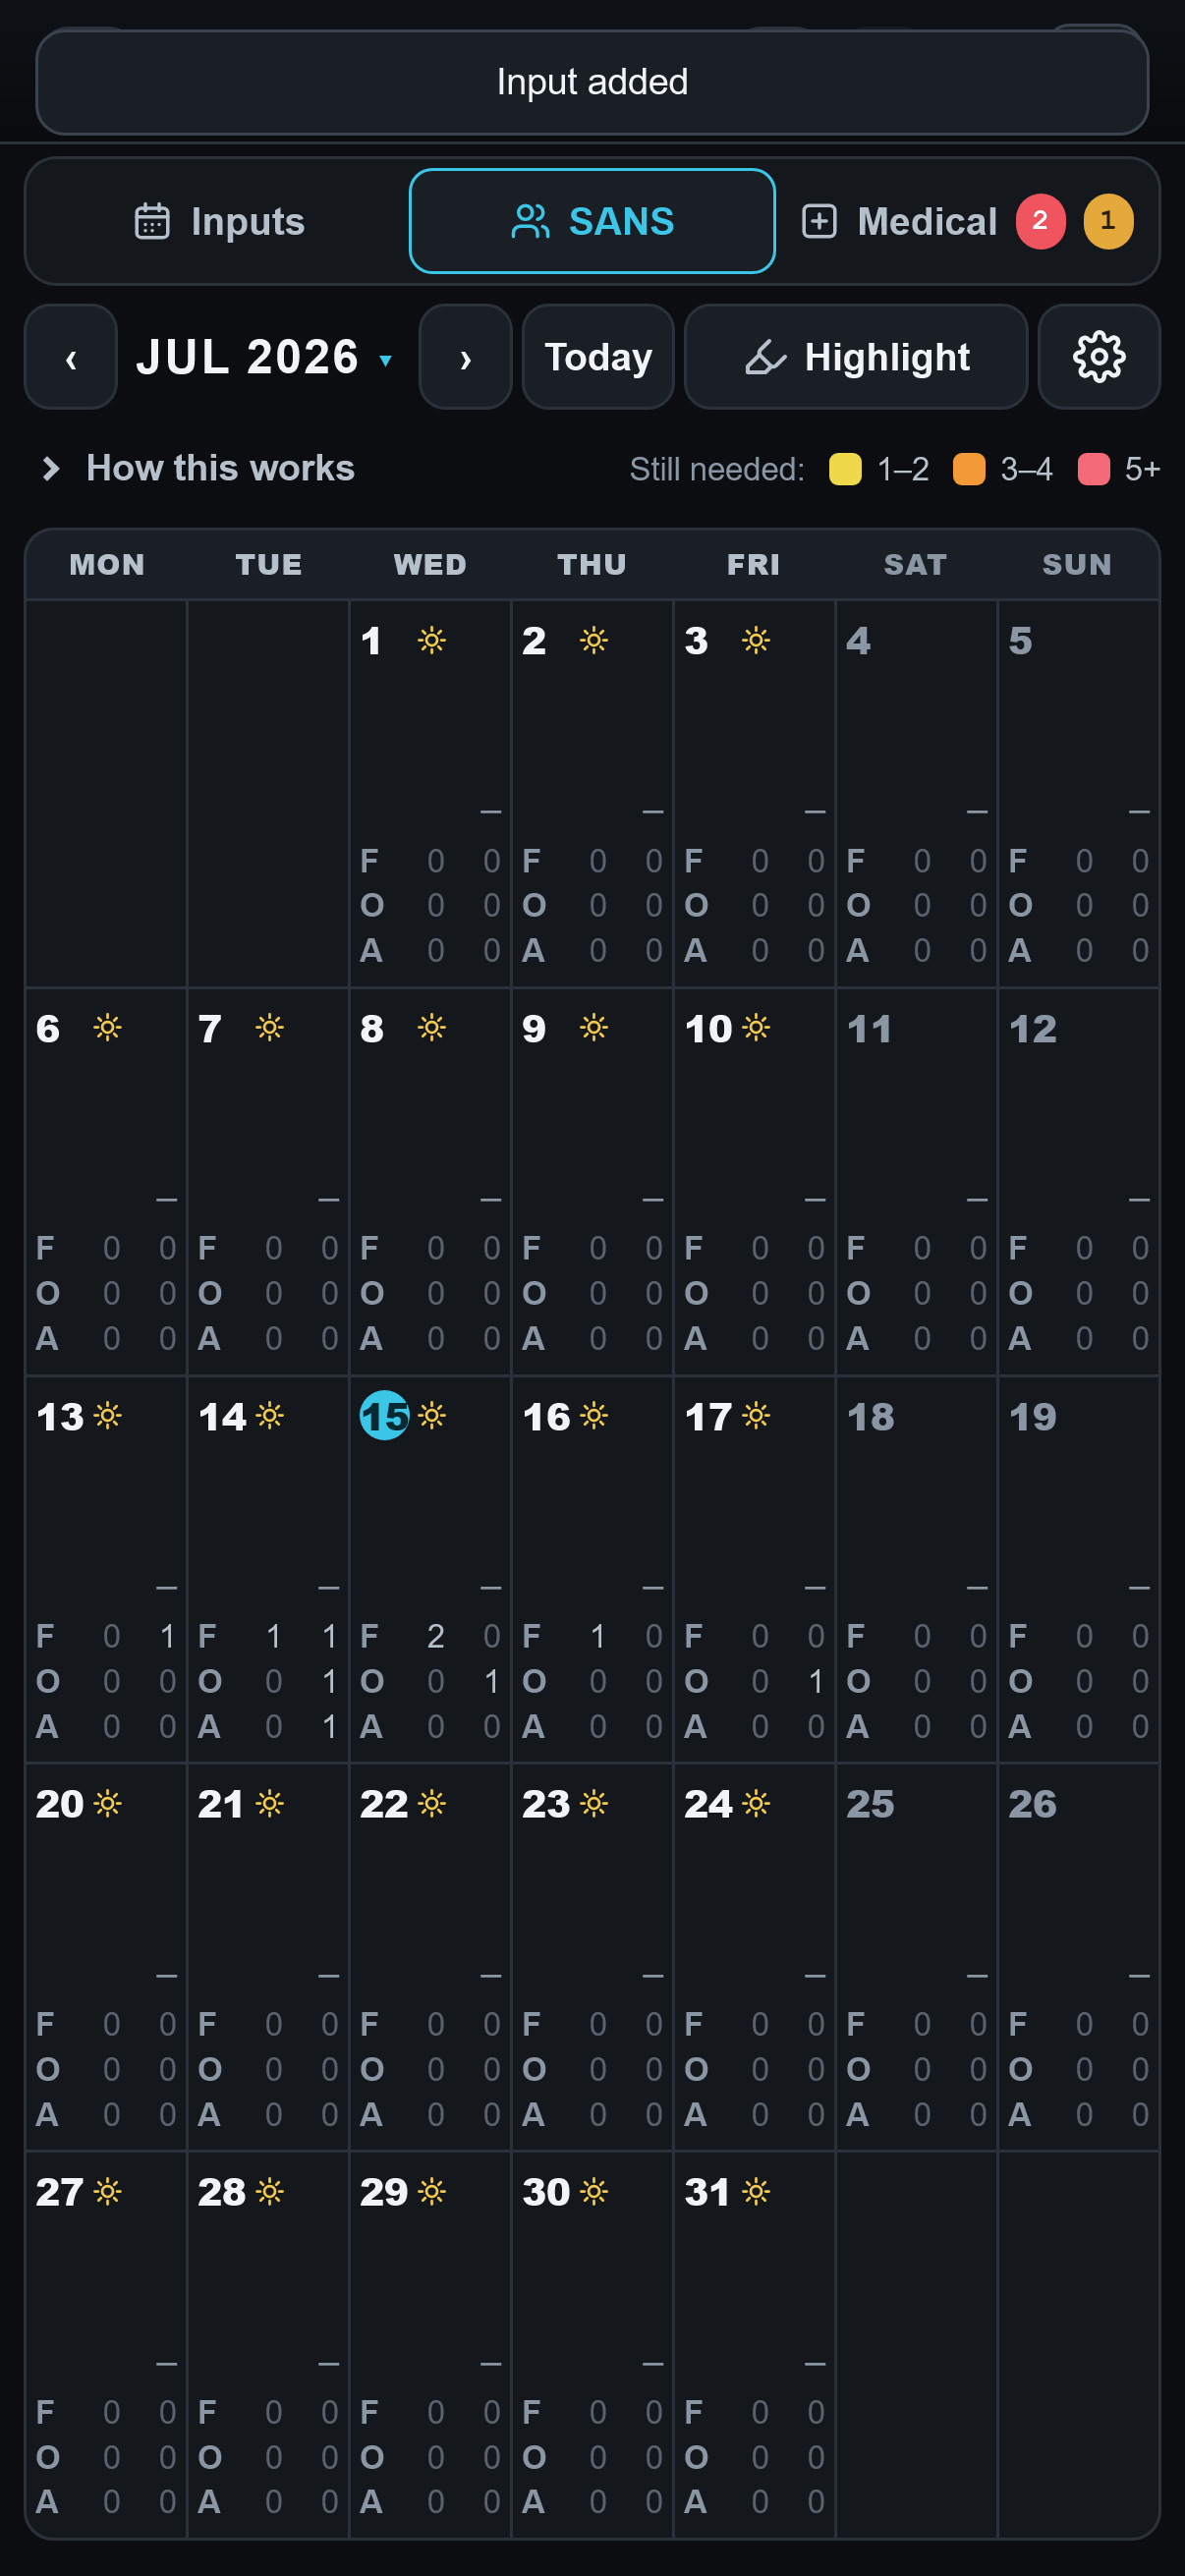 Input added
Inputs SANS Medical 2 1
‹ JUL 2026 ▾ › Today Highlight
How this works Still needed: 1–2 3–4 5+
MON TUE WED THU FRI SAT SUN
1 2 3 4 5
– – – – –
F 0 0 F 0 0 F 0 0 F 0 0 F 0 0
O 0 0 O 0 0 O 0 0 O 0 0 O 0 0
A 0 0 A 0 0 A 0 0 A 0 0 A 0 0
6 7 8 9 10 11 12
– – – – – – –
F 0 0 F 0 0 F 0 0 F 0 0 F 0 0 F 0 0 F 0 0
O 0 0 O 0 0 O 0 0 O 0 0 O 0 0 O 0 0 O 0 0
A 0 0 A 0 0 A 0 0 A 0 0 A 0 0 A 0 0 A 0 0
13 14 15 16 17 18 19
– – – – – – –
F 0 1 F 1 1 F 2 0 F 1 0 F 0 0 F 0 0 F 0 0
O 0 0 O 0 1 O 0 1 O 0 0 O 0 1 O 0 0 O 0 0
A 0 0 A 0 1 A 0 0 A 0 0 A 0 0 A 0 0 A 0 0
20 21 22 23 24 25 26
– – – – – – –
F 0 0 F 0 0 F 0 0 F 0 0 F 0 0 F 0 0 F 0 0
O 0 0 O 0 0 O 0 0 O 0 0 O 0 0 O 0 0 O 0 0
A 0 0 A 0 0 A 0 0 A 0 0 A 0 0 A 0 0 A 0 0
27 28 29 30 31
– – – – –
F 0 0 F 0 0 F 0 0 F 0 0 F 0 0
O 0 0 O 0 0 O 0 0 O 0 0 O 0 0
A 0 0 A 0 0 A 0 0 A 0 0 A 0 0